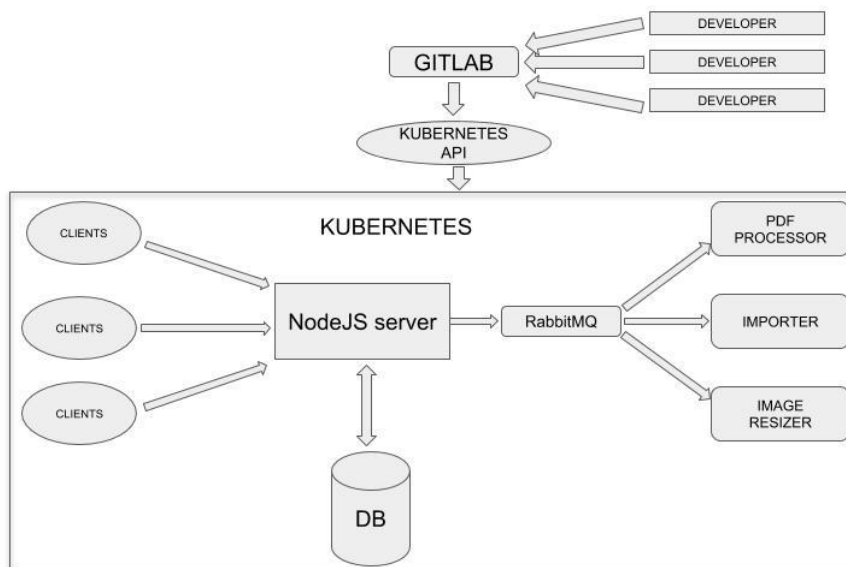 DEVELOPER
GITLAB
DEVELOPER
DEVELOPER
KUBERNETES
API
KUBERNETES
CLIENTS
PDF
PROCESSOR
CLIENTS
NodeJS server
RabbitMQ
IMPORTER
CLIENTS
IMAGE
RESIZER
DB